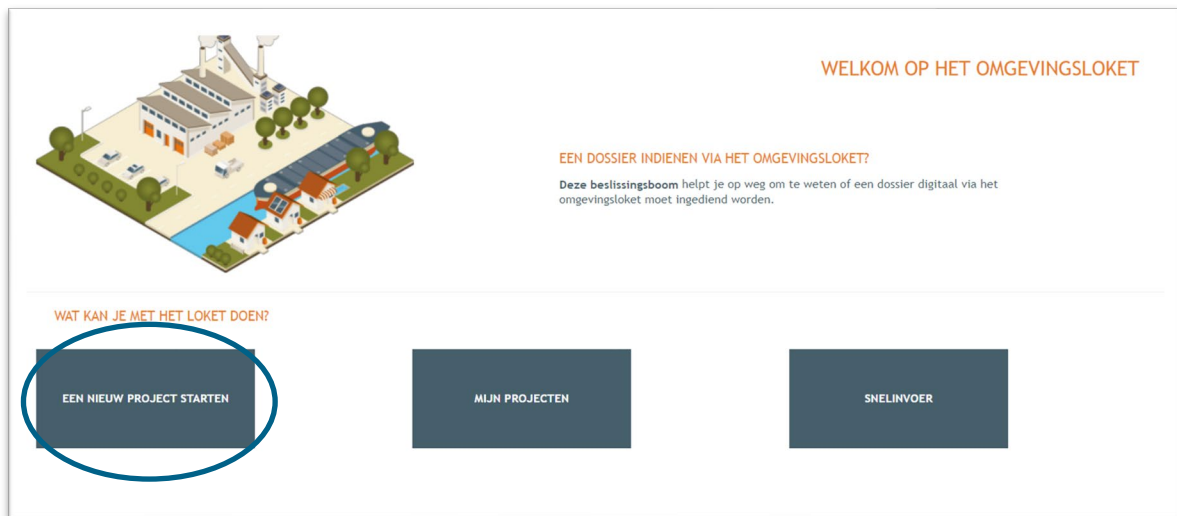 WELKOM OP HET OMGEVINGSLOKET
EEN DOSSIER INDIENEN VIA HET OMGEVINGSLOKET?
Deze beslissingsboom helpt je op weg om te weten of een dossier digitaal via het
omgevingsloket moet ingediend worden.
WAT KAN JE MET HET LOKET DOEN?
EEN NIEUW PROJECT STARTEN
MIJN PROJECTEN
SNELINVOER